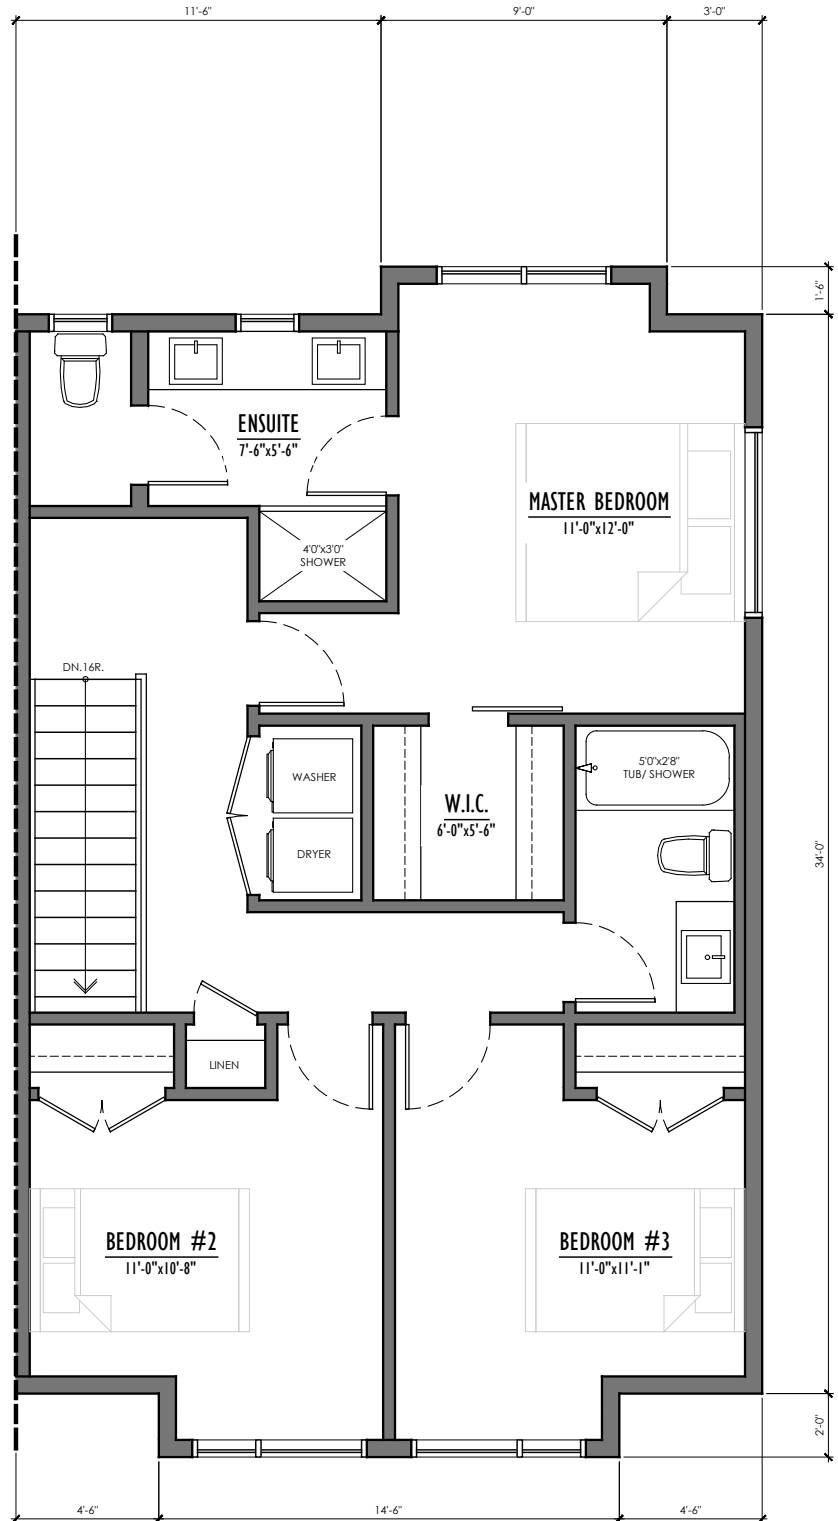 11'-6"
9'-0"
3'-0"
1'-6"
ENSUITE
7'-6"x5'-6"
MASTER BEDROOM
11'-0"x12'-0"
4'0"x3'0"
SHOWER
DN.16R.
WASHER
5'0"x2'8"
TUB/ SHOWER
W.I.C.
6'-0"x5'-6"
DRYER
34'-0"
LINEN
BEDROOM #2
11'-0"x10'-8"
BEDROOM #3
11'-0"x11'-1"
2'-0"
4'-6"
14'-6"
4'-6"